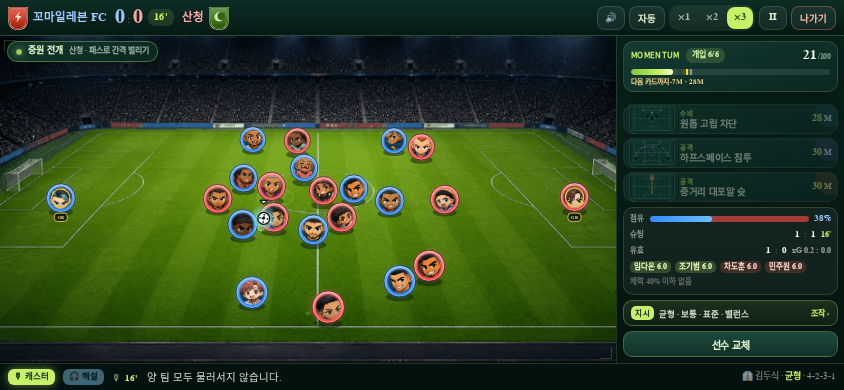 꼬마일레븐 FC 0 : 0 16' 산청
자동 ×1 ×2 ×3 II 나가기
중원 전개 산청 · 패스로 간격 벌리기
MOMENTUM 개입 6/6 21 /100
다음 카드까지 -7M · 28M
수비
원톱 고립 차단 28 M
공격
하프스페이스 침투 30 M
공격
중거리 대포알 슛 30 M
점유 38%
슈팅 1 : 1 16'
유효 1 : 0 xG 0.2 : 0.0
임다온 6.0 조기범 6.0 차도훈 6.0 민주원 6.0
체력 40% 이하 없음
지시 균형 · 보통 · 표준 · 밸런스 조작 ›
선수 교체
GK
GK
캐스터 해설 16' 양 팀 모두 물러서지 않습니다.
김두식 · 균형 · 4-2-3-1